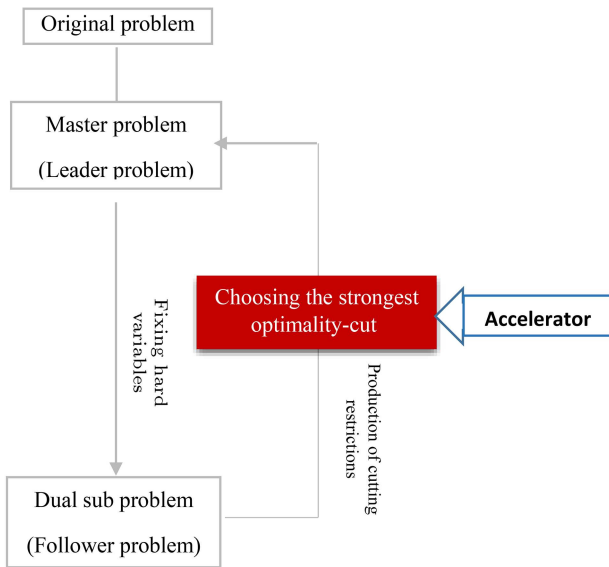 Original problem
Master problem
(Leader problem)
Fixing hard
variables
Choosing the strongest
optimality-cut
Accelerator
Production of cutting
restrictions
Dual sub problem
(Follower problem)